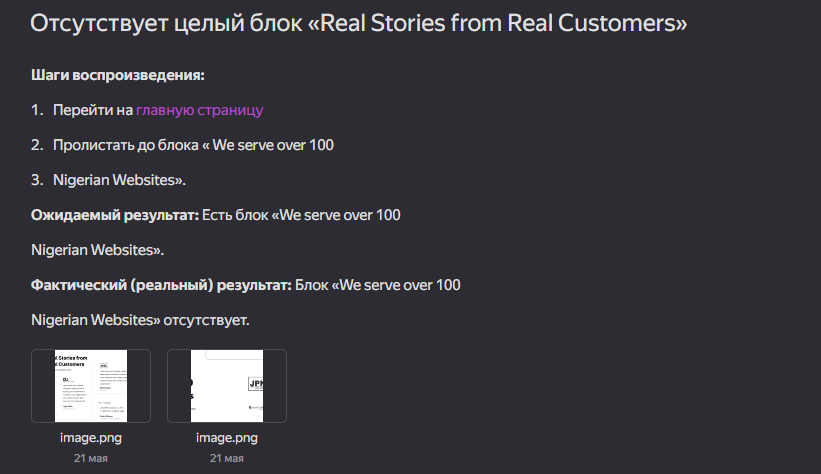 Отсутствует целый блок «Real Stories from Real Customers»
Шаги воспроизведения:
1. Перейти на главную страницу
2. Пролистать до блока « We serve over 100
3. Nigerian Websites».
Ожидаемый результат: Есть блок «We serve over 100
Nigerian Websites».
Фактический (реальный) результат: Блок «We serve over 100
Nigerian Websites» отсутствует.
al Stories from
al Customers
JPK
image.png
image.png
21 мая
21 мая